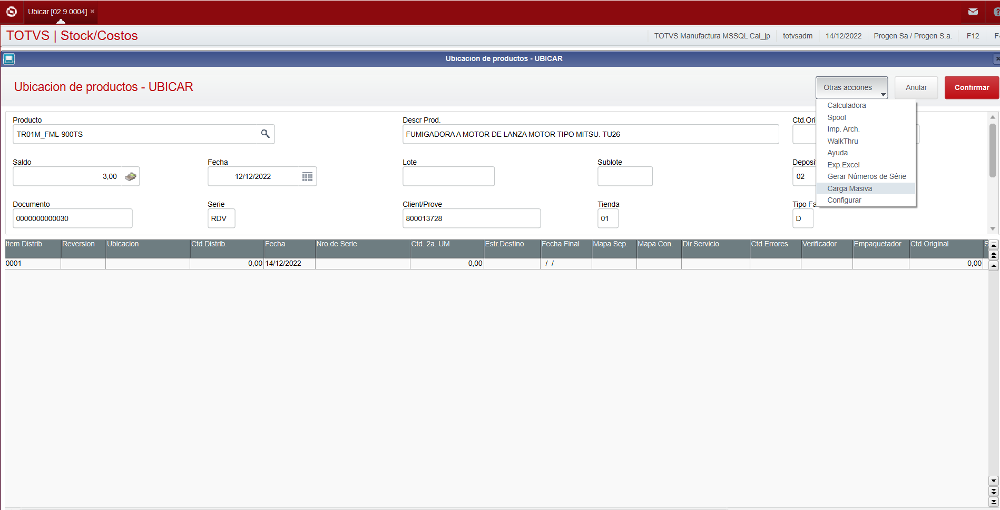 Ubicar [02.9.0004] ×
TOTVS | Stock/Costos
TOTVS Manufactura MSSQL Cal_jp
totvsadm
14/12/2022
Progen Sa / Progen S.a.
F12
Ubicacion de productos - UBICAR
Ubicacion de productos - UBICAR
Otras acciones
Anular
Confirmar
Calculadora
Spool
Imp. Arch.
WalkThru
Ayuda
Exp.Excel
Gerar Números de Série
Carga Masiva
Configurar
Producto
Descr Prod.
Ctd.Ori
TR01M_FML-900TS
FUMIGADORA A MOTOR DE LANZA MOTOR TIPO MITSU. TU26
Saldo
Fecha
Lote
Sublote
Deposit
3,00
12/12/2022
02
Documento
Serie
Client/Prove
Tienda
Tipo Fa
0000000000030
RDV
800013728
01
D
Item Distrib
Reversion
Ubicacion
Ctd.Distrib.
Fecha
Nro.de Serie
Ctd. 2a. UM
Estr.Destino
Fecha Final
Mapa Sep.
Mapa Con.
Dir.Servicio
Ctd.Errores
Verificador
Empaquetador
Ctd.Original
0001
0,00
14/12/2022
0,00
/ /
0,00